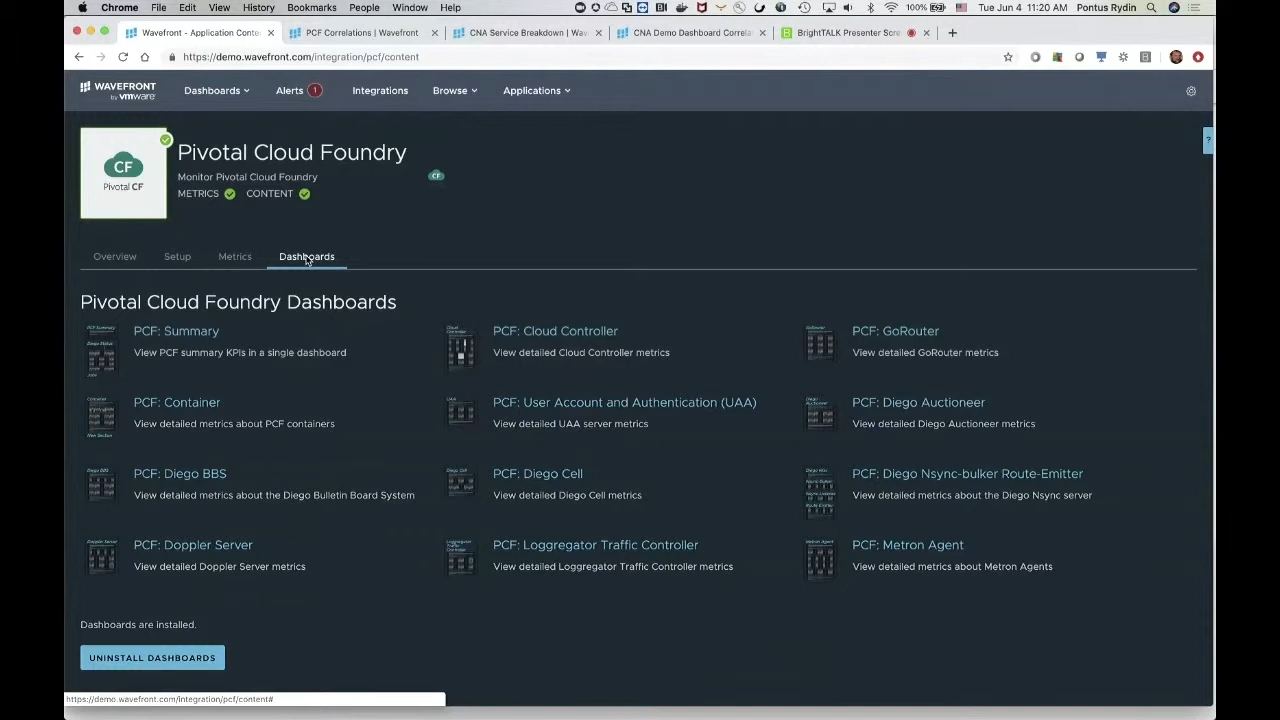 Chrome File Edit View History Bookmarks People Window Help 100% Tue Jun 4 11:20 AM Pontus Rydin
Wavefront - Application Conte
PCF Correlations | Wavefront
CNA Service Breakdown | Wav
CNA Demo Dashboard Correla
BrightTALK Presenter Scre
https://demo.wavefront.com/integration/pcf/content
WAVEFRONT
by vmware
Dashboards
Alerts 1
Integrations
Browse
Applications
?
CF
Pivotal CF
Pivotal Cloud Foundry
Monitor Pivotal Cloud Foundry
CF
METRICS CONTENT
Overview Setup Metrics Dashboards
Pivotal Cloud Foundry Dashboards
PCF: Summary
View PCF summary KPIs in a single dashboard
PCF: Cloud Controller
View detailed Cloud Controller metrics
PCF: GoRouter
View detailed GoRouter metrics
PCF: Container
View detailed metrics about PCF containers
PCF: User Account and Authentication (UAA)
View detailed UAA server metrics
PCF: Diego Auctioneer
View detailed Diego Auctioneer metrics
PCF: Diego BBS
View detailed metrics about the Diego Bulletin Board System
PCF: Diego Cell
View detailed Diego Cell metrics
PCF: Diego Nsync-bulker Route-Emitter
View detailed metrics about the Diego Nsync server
PCF: Doppler Server
View detailed Doppler Server metrics
PCF: Loggregator Traffic Controller
View detailed Loggregator Traffic Controller metrics
PCF: Metron Agent
View detailed metrics about Metron Agents
Dashboards are installed.
UNINSTALL DASHBOARDS
https://demo.wavefront.com/integration/pcf/content#